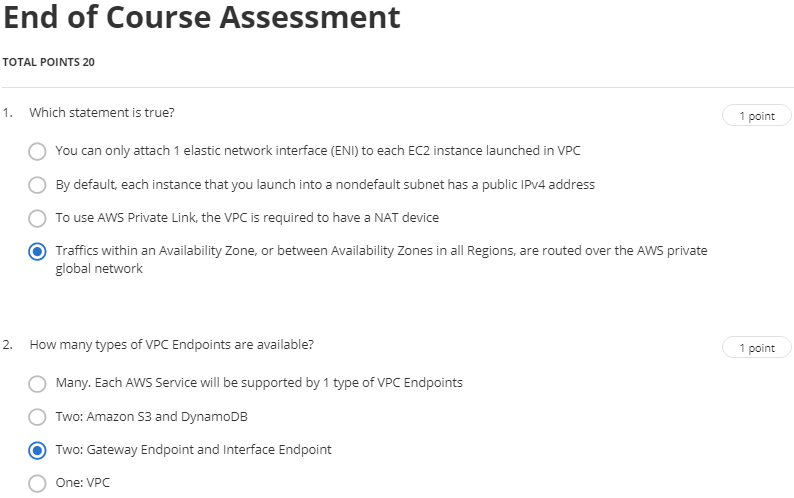 End of Course Assessment
TOTAL POINTS 20
1. Which statement is true?
1 point
You can only attach 1 elastic network interface (ENI) to each EC2 instance launched in VPC
By default, each instance that you launch into a nondefault subnet has a public IPv4 address
To use AWS Private Link, the VPC is required to have a NAT device
Traffics within an Availability Zone, or between Availability Zones in all Regions, are routed over the AWS private
global network
2. How many types of VPC Endpoints are available?
1 point
Many. Each AWS Service will be supported by 1 type of VPC Endpoints
Two: Amazon S3 and DynamoDB
Two: Gateway Endpoint and Interface Endpoint
One: VPC